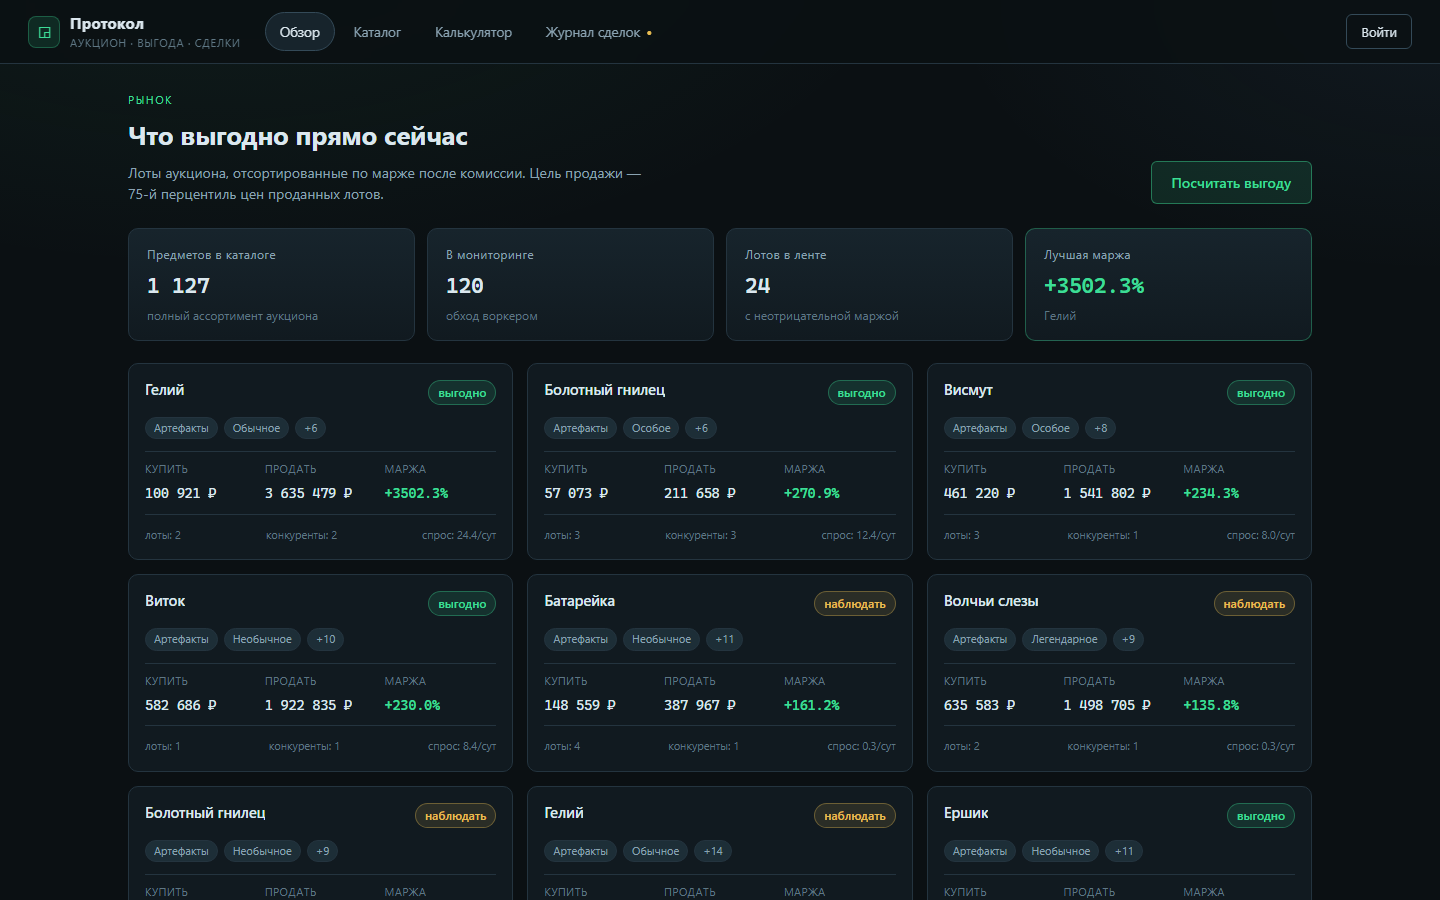 Протокол
АУКЦИОН · ВЫГОДА · СДЕЛКИ
Обзор
Каталог
Калькулятор
Журнал сделок
Войти
РЫНОК
Что выгодно прямо сейчас
Лоты аукциона, отсортированные по марже после комиссии. Цель продажи —
75-й перцентиль цен проданных лотов.
Посчитать выгоду
Предметов в каталоге
1 127
полный ассортимент аукциона
В мониторинге
120
обход воркером
Лотов в ленте
24
с неотрицательной маржой
Лучшая маржа
+3502.3%
Гелий
Гелий
выгодно
Артефакты Обычное +6
КУПИТЬ ПРОДАТЬ МАРЖА
100 921 ₽ 3 635 479 ₽ +3502.3%
лоты: 2 конкуренты: 2 спрос: 24.4/сут
Болотный гнилец
выгодно
Артефакты Особое +6
КУПИТЬ ПРОДАТЬ МАРЖА
57 073 ₽ 211 658 ₽ +270.9%
лоты: 3 конкуренты: 3 спрос: 12.4/сут
Висмут
выгодно
Артефакты Особое +8
КУПИТЬ ПРОДАТЬ МАРЖА
461 220 ₽ 1 541 802 ₽ +234.3%
лоты: 3 конкуренты: 1 спрос: 8.0/сут
Виток
выгодно
Артефакты Необычное +10
КУПИТЬ ПРОДАТЬ МАРЖА
582 686 ₽ 1 922 835 ₽ +230.0%
лоты: 1 конкуренты: 1 спрос: 8.4/сут
Батарейка
наблюдать
Артефакты Необычное +11
КУПИТЬ ПРОДАТЬ МАРЖА
148 559 ₽ 387 967 ₽ +161.2%
лоты: 4 конкуренты: 1 спрос: 0.3/сут
Волчьи слезы
наблюдать
Артефакты Легендарное +9
КУПИТЬ ПРОДАТЬ МАРЖА
635 583 ₽ 1 498 705 ₽ +135.8%
лоты: 2 конкуренты: 1 спрос: 0.3/сут
Болотный гнилец
наблюдать
Артефакты Необычное +9
КУПИТЬ ПРОДАТЬ МАРЖА
Гелий
наблюдать
Артефакты Обычное +14
КУПИТЬ ПРОДАТЬ МАРЖА
Ершик
выгодно
Артефакты Необычное +11
КУПИТЬ ПРОДАТЬ МАРЖА